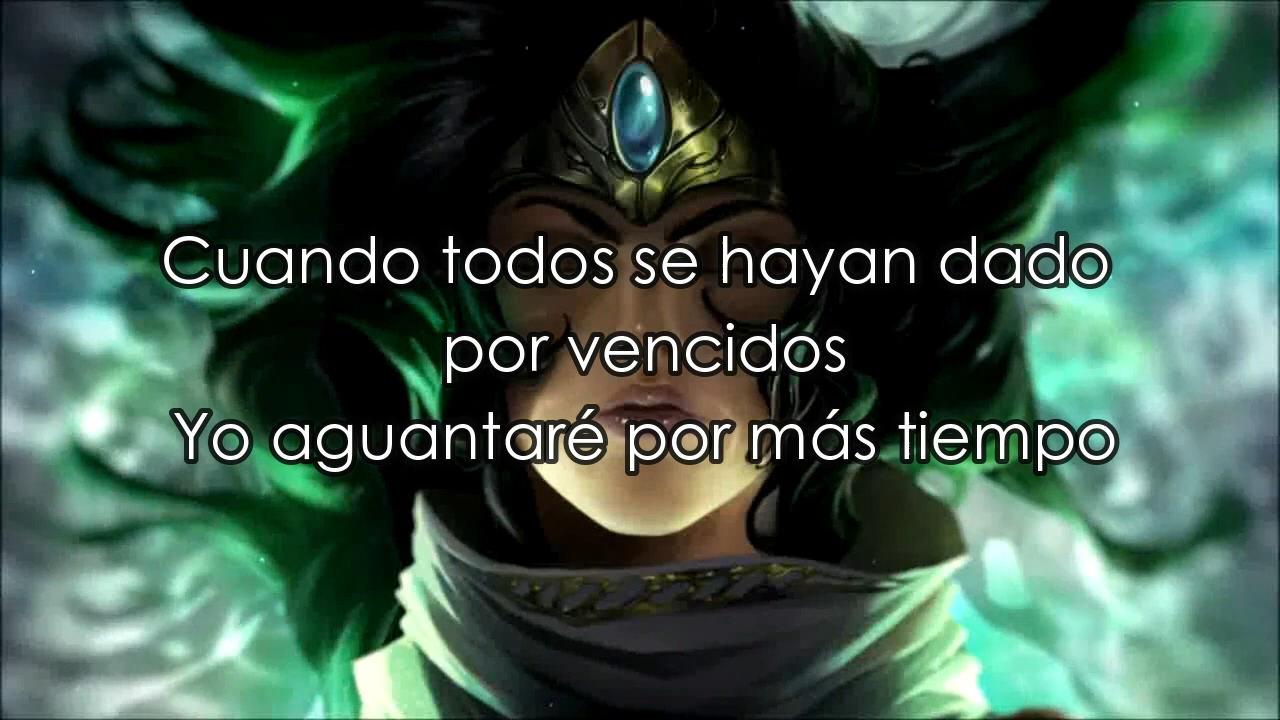 Cuando todos se hayan dado
por vencidos
Yo aguantaré por más tiempo